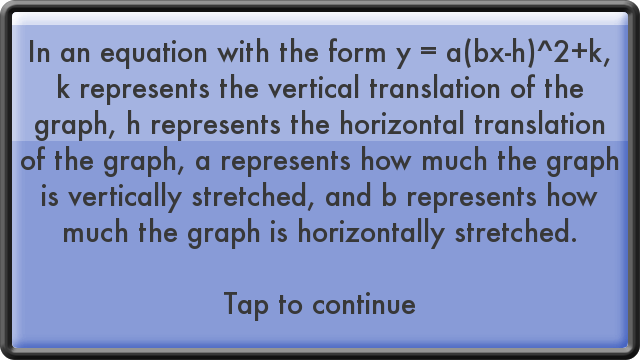 In an equation with the form y = a(bx-h)^2+k,
k represents the vertical translation of the
graph, h represents the horizontal translation
of the graph, a represents how much the graph
is vertically stretched, and b represents how
much the graph is horizontally stretched.
Tap to continue